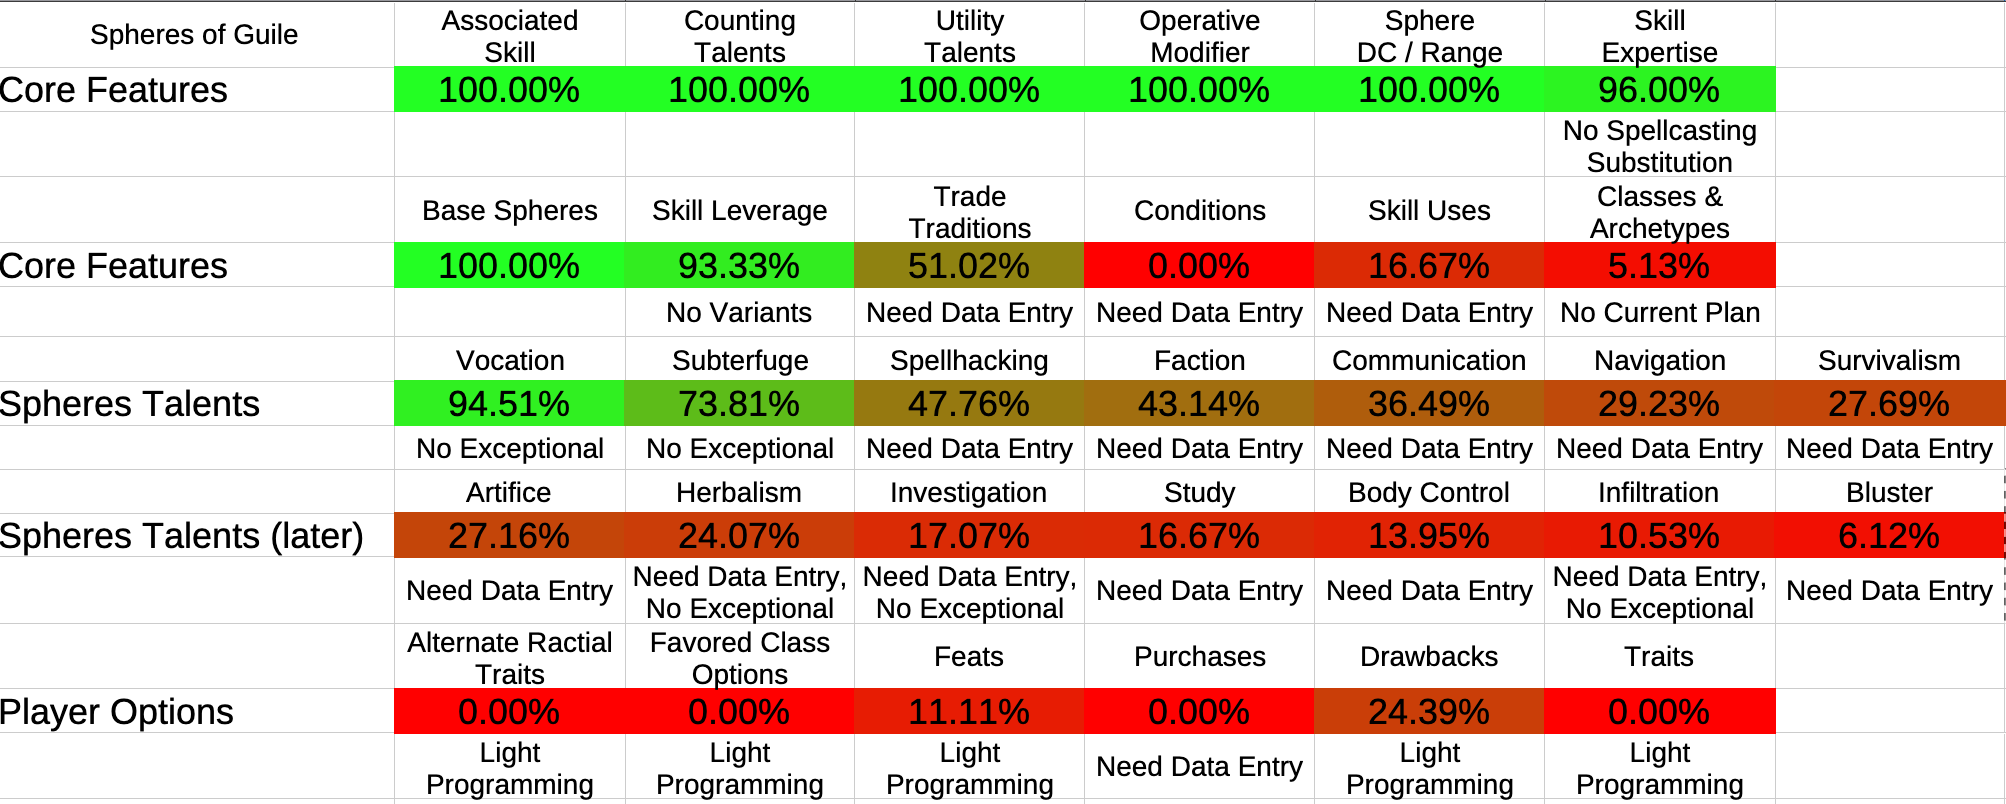 Spheres of Guile
Associated Skill
Counting Talents
Utility Talents
Operative Modifier
Sphere DC / Range
Skill Expertise
Core Features
100.00%
100.00%
100.00%
100.00%
100.00%
96.00%
No Spellcasting Substitution
Base Spheres
Skill Leverage
Trade Traditions
Conditions
Skill Uses
Classes & Archetypes
Core Features
100.00%
93.33%
51.02%
0.00%
16.67%
5.13%
No Variants
Need Data Entry
Need Data Entry
Need Data Entry
No Current Plan
Vocation
Subterfuge
Spellhacking
Faction
Communication
Navigation
Survivalism
Spheres Talents
94.51%
73.81%
47.76%
43.14%
36.49%
29.23%
27.69%
No Exceptional
No Exceptional
Need Data Entry
Need Data Entry
Need Data Entry
Need Data Entry
Need Data Entry
Artifice
Herbalism
Investigation
Study
Body Control
Infiltration
Bluster
Spheres Talents (later)
27.16%
24.07%
17.07%
16.67%
13.95%
10.53%
6.12%
Need Data Entry
Need Data Entry, No Exceptional
Need Data Entry, No Exceptional
Need Data Entry
Need Data Entry
Need Data Entry, No Exceptional
Need Data Entry
Alternate Ractial Traits
Favored Class Options
Feats
Purchases
Drawbacks
Traits
Player Options
0.00%
0.00%
11.11%
0.00%
24.39%
0.00%
Light Programming
Light Programming
Light Programming
Need Data Entry
Light Programming
Light Programming